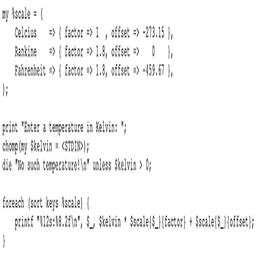 my %scale = (
    Celcius    => { factor => 1  , offset => -273.15 },
    Rankine    => { factor => 1.8, offset =>    0   },
    Fahrenheit => { factor => 1.8, offset => -459.67 },
);
print "Enter a temperature in Kelvin: ";
chomp(my $kelvin = <STDIN>);
die "No such temperature!\n" unless $kelvin > 0;
foreach (sort keys %scale) {
    printf "%12s:%8.2f\n", $_, $kelvin * $scale{$_}{factor} + $scale{$_}{offset};
}